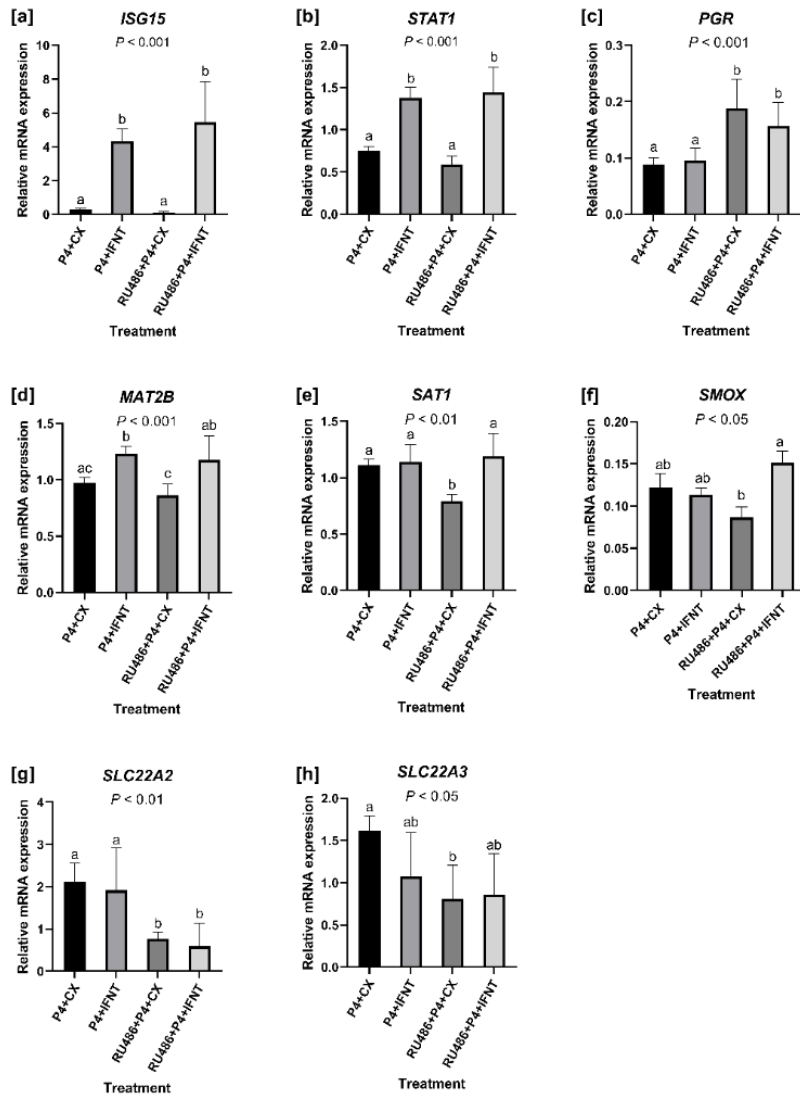 [a]
ISG15
P < 0.001
Relative mRNA expression
10
8
6
4
2
0
a
b
a
b
P4+CX
P4+IFNT
RU486+P4+CX
RU486+P4+IFNT
Treatment
[b]
STAT1
P < 0.001
Relative mRNA expression
2.0
1.5
1.0
0.5
0.0
a
b
a
b
P4+CX
P4+IFNT
RU486+P4+CX
RU486+P4+IFNT
Treatment
[c]
PGR
P < 0.001
Relative mRNA expression
0.3
0.2
0.1
0.0
a
a
b
b
P4+CX
P4+IFNT
RU486+P4+CX
RU486+P4+IFNT
Treatment
[d]
MAT2B
P < 0.001
Relative mRNA expression
1.5
1.0
0.5
0.0
ac
b
c
ab
P4+CX
P4+IFNT
RU486+P4+CX
RU486+P4+IFNT
Treatment
[e]
SAT1
P < 0.01
Relative mRNA expression
1.5
1.0
0.5
0.0
a
a
b
a
P4+CX
P4+IFNT
RU486+P4+CX
RU486+P4+IFNT
Treatment
[f]
SMOX
P < 0.05
Relative mRNA expression
0.20
0.15
0.10
0.05
0.00
ab
ab
b
a
P4+CX
P4+IFNT
RU486+P4+CX
RU486+P4+IFNT
Treatment
[g]
SLC22A2
P < 0.01
Relative mRNA expression
4
3
2
1
0
a
a
b
b
P4+CX
P4+IFNT
RU486+P4+CX
RU486+P4+IFNT
Treatment
[h]
SLC22A3
P < 0.05
Relative mRNA expression
2.0
1.5
1.0
0.5
0.0
a
ab
b
ab
P4+CX
P4+IFNT
RU486+P4+CX
RU486+P4+IFNT
Treatment